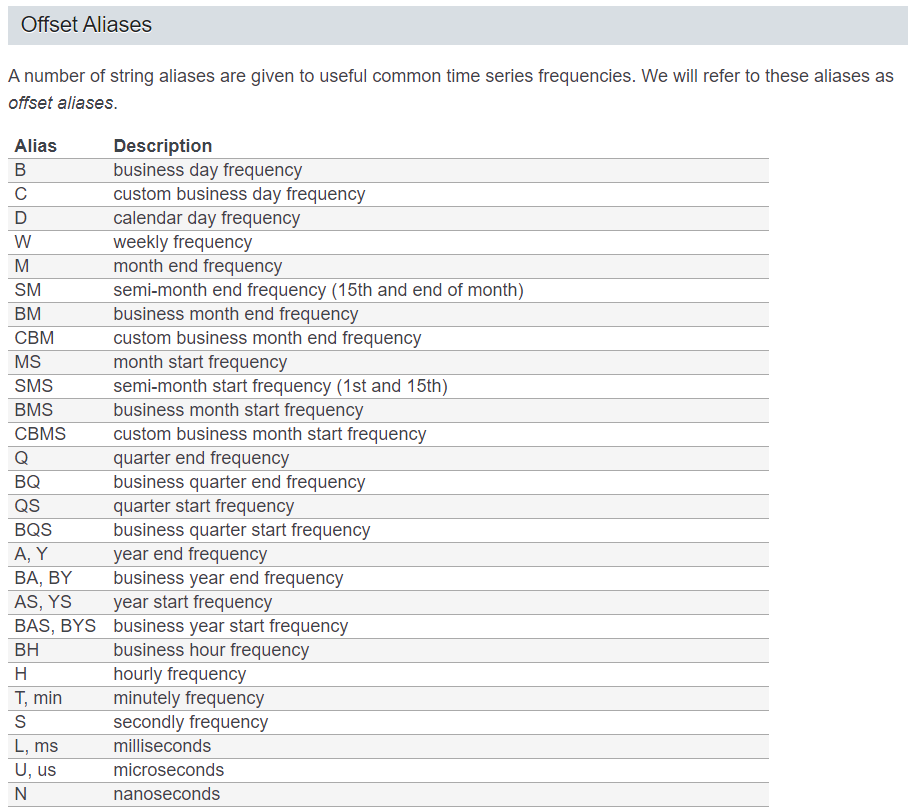 Offset Aliases
A number of string aliases are given to useful common time series frequencies. We will refer to these aliases as
offset aliases.
Alias Description
B business day frequency
C custom business day frequency
D calendar day frequency
W weekly frequency
M month end frequency
SM semi-month end frequency (15th and end of month)
BM business month end frequency
CBM custom business month end frequency
MS month start frequency
SMS semi-month start frequency (1st and 15th)
BMS business month start frequency
CBMS custom business month start frequency
Q quarter end frequency
BQ business quarter end frequency
QS quarter start frequency
BQS business quarter start frequency
A, Y year end frequency
BA, BY business year end frequency
AS, YS year start frequency
BAS, BYS business year start frequency
BH business hour frequency
H hourly frequency
T, min minutely frequency
S secondly frequency
L, ms milliseconds
U, us microseconds
N nanoseconds